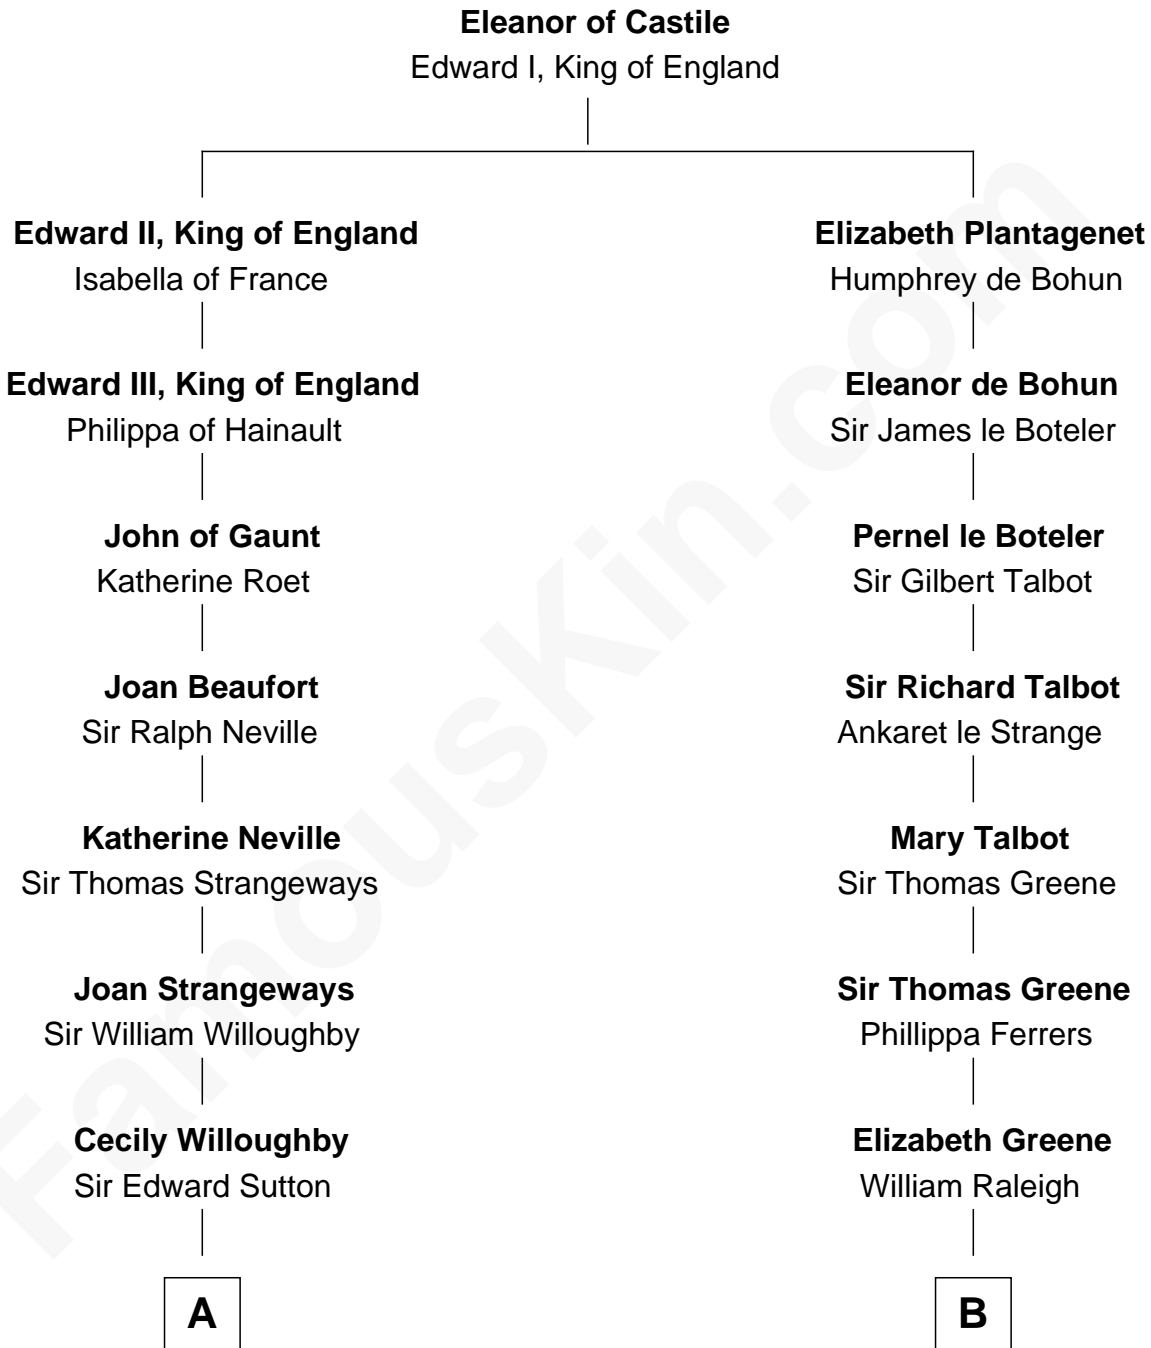 Eleanor of Castile
Edward I, King of England
Edward II, King of England
Isabella of France
Elizabeth Plantagenet
Humphrey de Bohun
Edward III, King of England
Philippa of Hainault
Eleanor de Bohun
Sir James le Boteler
John of Gaunt
Katherine Roet
Pernel le Boteler
Sir Gilbert Talbot
Joan Beaufort
Sir Ralph Neville
Sir Richard Talbot
Ankaret le Strange
Katherine Neville
Sir Thomas Strangeways
Mary Talbot
Sir Thomas Greene
Joan Strangeways
Sir William Willoughby
Sir Thomas Greene
Phillippa Ferrers
Cecily Willoughby
Sir Edward Sutton
Elizabeth Greene
William Raleigh
A
B
FamousKin.com